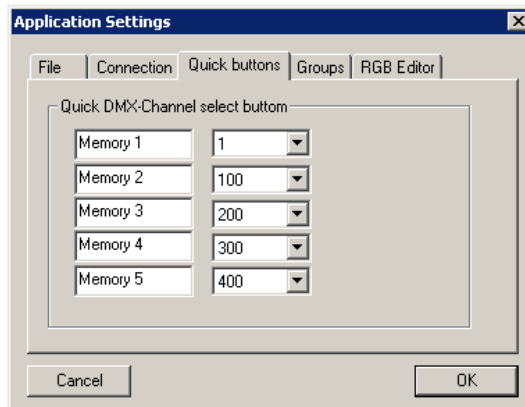 Application Settings
File Connection Quick buttons Groups RGB Editor
Quick DMX-Channel select buttom
Memory 1 1
Memory 2 100
Memory 3 200
Memory 4 300
Memory 5 400
Cancel OK